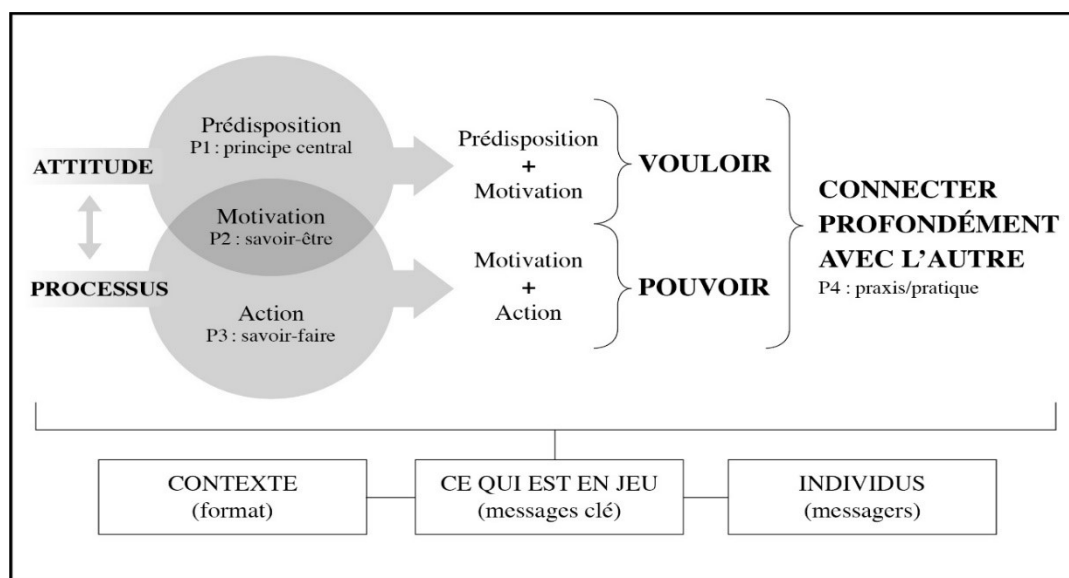 Prédisposition
P1 : principe central
ATTITUDE
Motivation
P2 : savoir-être
PROCESSUS
Action
P3 : savoir-faire
Prédisposition
+
Motivation
VOULOIR
Motivation
+
Action
POUVOIR
CONNECTER
PROFONDÉMENT
AVEC L’AUTRE
P4 : praxis/pratique
CONTEXTE
(format)
CE QUI EST EN JEU
(messages clé)
INDIVIDUS
(messagers)